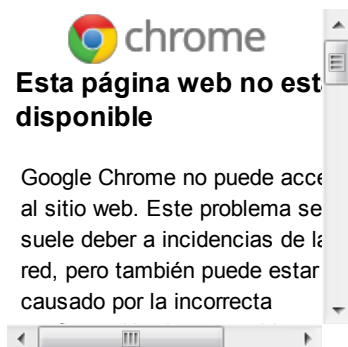 chrome
Esta página web no est
disponible
Google Chrome no puede acce
al sitio web. Este problema se
suele deber a incidencias de la
red, pero también puede estar
causado por la incorrecta